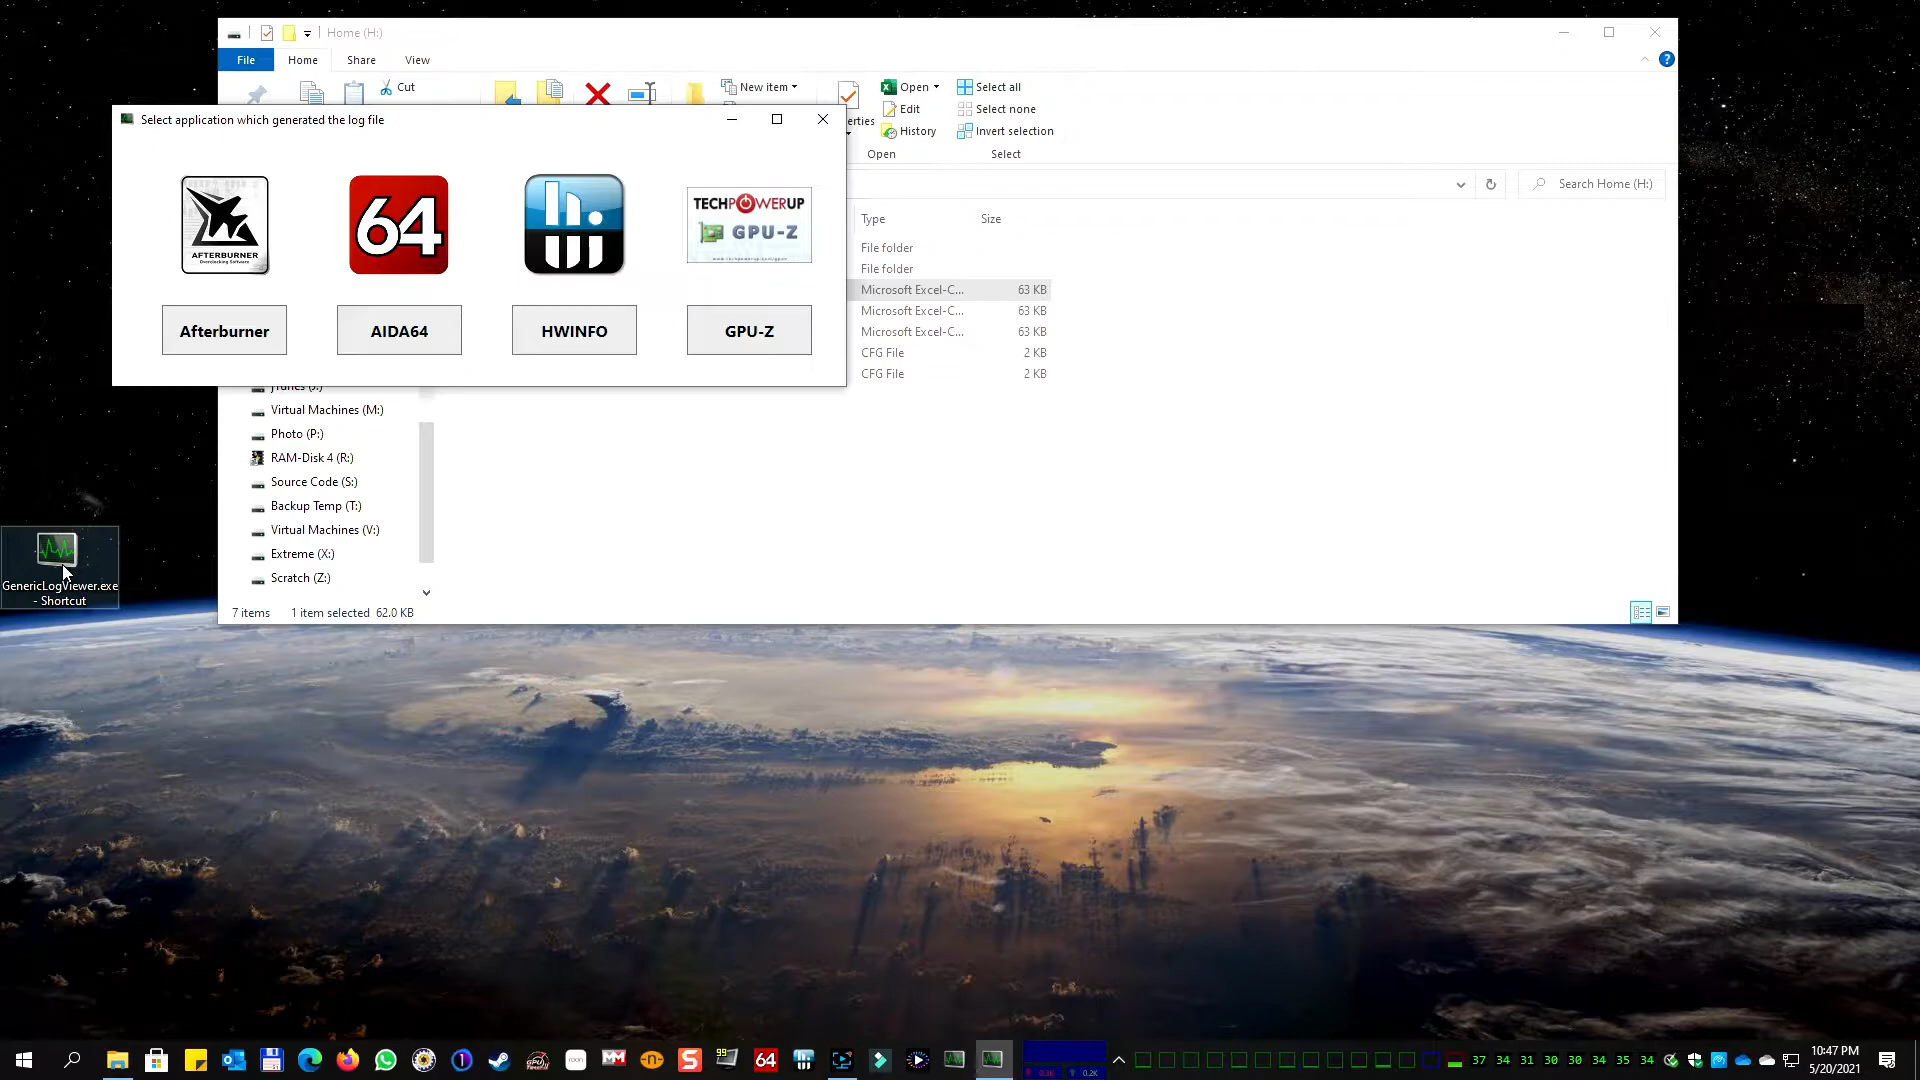 Home (H:)
File
Home
Share
View
Cut
New item
Open
Edit
History
Select all
Select none
Invert selection
erties
Open
Select
Select application which generated the log file
AFTERBURNER
Overclocking Software
64
TECHPOWERUP
GPU-Z
Afterburner
AIDA64
HWINFO
GPU-Z
Search Home (H:)
Type
Size
File folder
File folder
Microsoft Excel-C...
63 KB
Microsoft Excel-C...
63 KB
Microsoft Excel-C...
63 KB
CFG File
2 KB
CFG File
2 KB
Virtual Machines (M:)
Photo (P:)
RAM-Disk 4 (R:)
Source Code (S:)
Backup Temp (T:)
Virtual Machines (V:)
Extreme (X:)
Scratch (Z:)
7 items
1 item selected 62.0 KB
GenericLogViewer.exe
- Shortcut
99
64
37 34 31 30 30 34 35 34
10:47 PM
5/20/2021